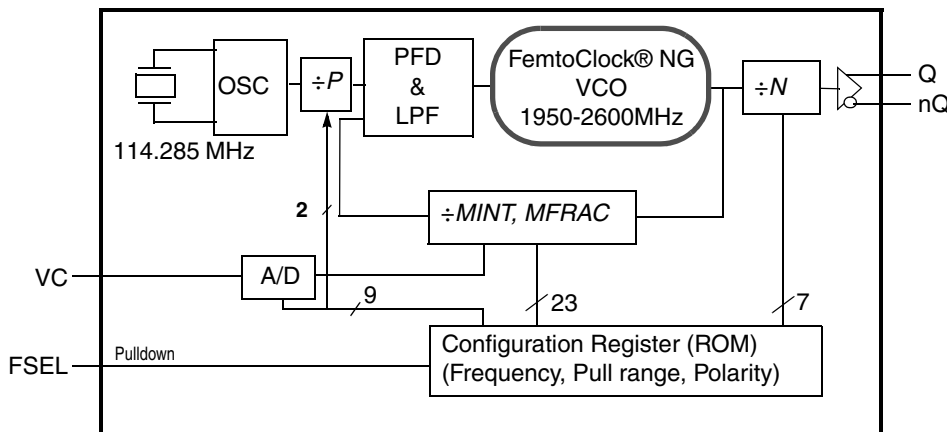 OSC
÷P
PFD
&
LPF
FemtoClock® NG
VCO
1950-2600MHz
÷N
Q
nQ
114.285 MHz
2
÷MINT, MFRAC
VC
A/D
9
23
7
FSEL
Pulldown
Configuration Register (ROM)
(Frequency, Pull range, Polarity)